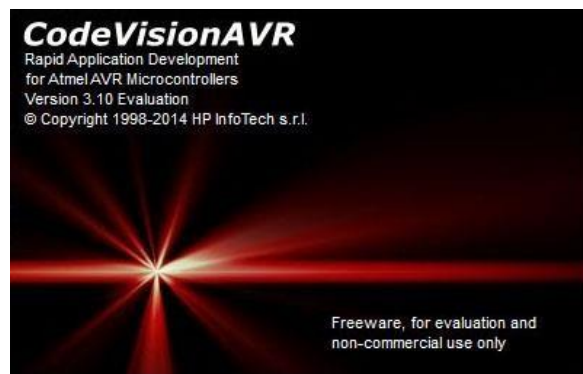 CodeVisionAVR
Rapid Application Development
for Atmel AVR Microcontrollers
Version 3.10 Evaluation
© Copyright 1998-2014 HP InfoTech s.r.l.
Freeware, for evaluation and
non-commercial use only